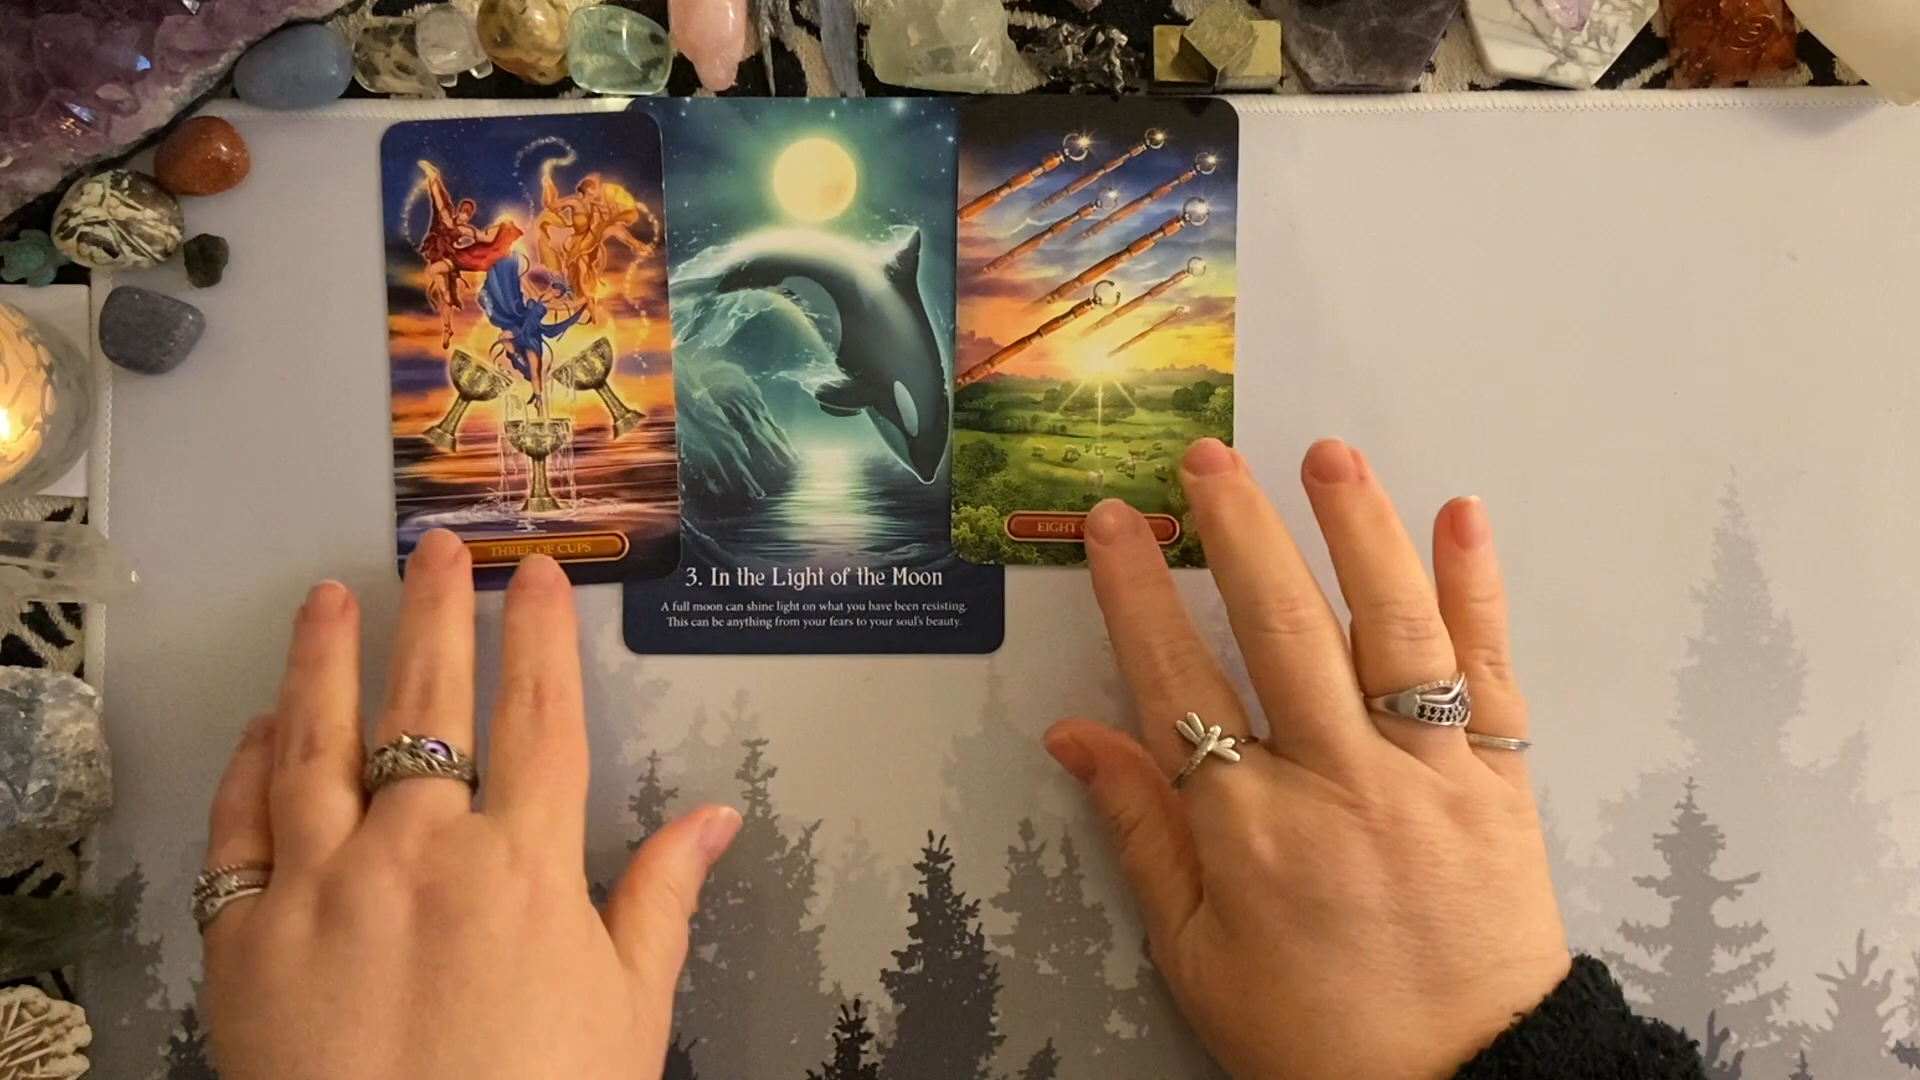 THREE OF CUPS
EIGHT
3. In the Light of the Moon
A full moon can shine light on what you have been resisting.
This can be anything from your fears to your soul's beauty.